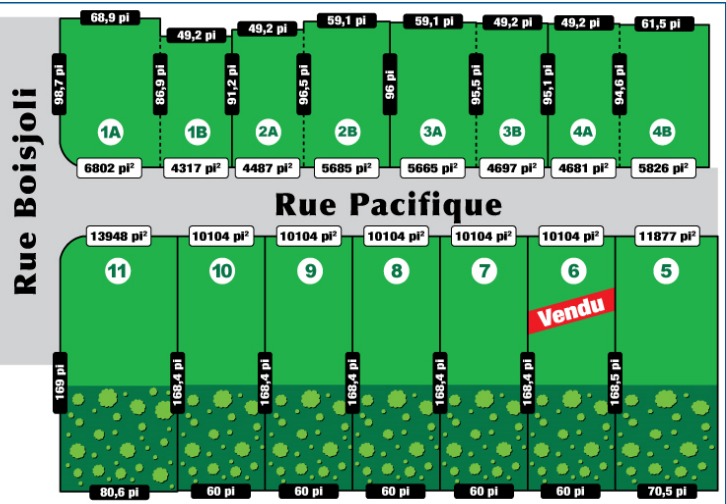 68,9 pi
49,2 pi
49,2 pi
59,1 pi
59,1 pi
49,2 pi
49,2 pi
61,5 pi
98,7 pi
86,9 pi
91,2 pi
96,5 pi
96 pi
95,5 pi
95,1 pi
94,6 pi
1A
1B
2A
2B
3A
3B
4A
4B
6802 pi²
4317 pi²
4487 pi²
5685 pi²
5665 pi²
4697 pi²
4681 pi²
5826 pi²
Rue Boisjoli
Rue Pacifique
13948 pi²
10104 pi²
10104 pi²
10104 pi²
10104 pi²
10104 pi²
11877 pi²
11
10
9
8
7
6
5
Vendu
169 pi
168,4 pi
168,4 pi
168,4 pi
168,4 pi
168,4 pi
168,5 pi
80,6 pi
60 pi
60 pi
60 pi
60 pi
60 pi
70,5 pi